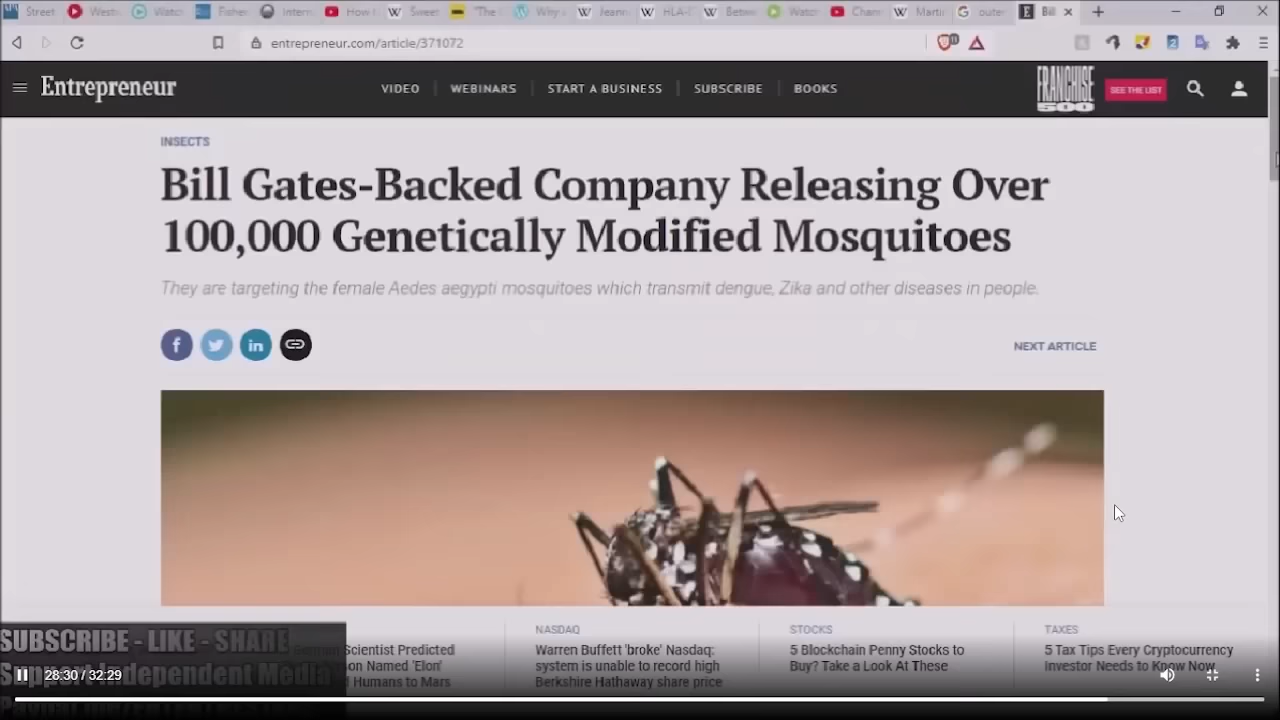 Street
West
Watc
Fisher
Intern
How t
Sweet
"The
Why
Jeann
HLA-
Betw
Watc
Chan
Marti
oute
Bil
entrepreneur.com/article/371072
Entrepreneur
VIDEO
WEBINARS
START A BUSINESS
SUBSCRIBE
BOOKS
FRANCHISE
500
SEE THE LIST
INSECTS
Bill Gates-Backed Company Releasing Over
100,000 Genetically Modified Mosquitoes
They are targeting the female Aedes aegypti mosquitoes which transmit dengue, Zika and other diseases in people.
NEXT ARTICLE
SUBSCRIBE - LIKE - SHARE
Support Independent Media
28:30 / 32:29
Scientist Predicted
on Named 'Elon'
f Humans to Mars
NASDAQ
Warren Buffett 'broke' Nasdaq:
system is unable to record high
Berkshire Hathaway share price
STOCKS
5 Blockchain Penny Stocks to
Buy? Take a Look At These
TAXES
5 Tax Tips Every Cryptocurrency
Investor Needs to Know Now